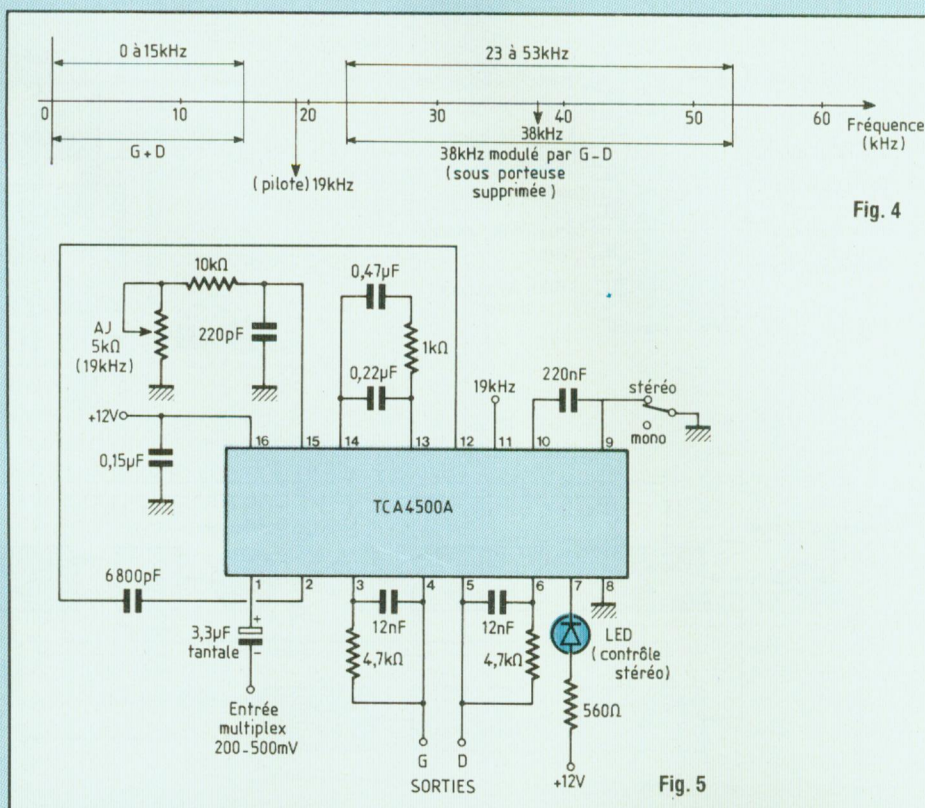 0 à 15kHz
23 à 53kHz
0
10
20
30
40
50
60
Fréquence
(kHz)
G + D
(pilote) 19kHz
38kHz
38kHz modulé par G-D
(sous porteuse
supprimée)
Fig. 4
10kΩ
AJ
5kΩ
(19kHz)
220pF
0,47µF
1kΩ
0,22µF
19kHz
220nF
stéréo
mono
+12V
0,15µF
16
15
14
13
12
11
10
9
TCA4500A
1
2
3
4
5
6
7
8
6800pF
3,3µF
tantale
+
-
12nF
4,7kΩ
12nF
4,7kΩ
LED
(contrôle
stéréo)
560Ω
Entrée
multiplex
200-500mV
G
D
SORTIES
+12V
Fig. 5